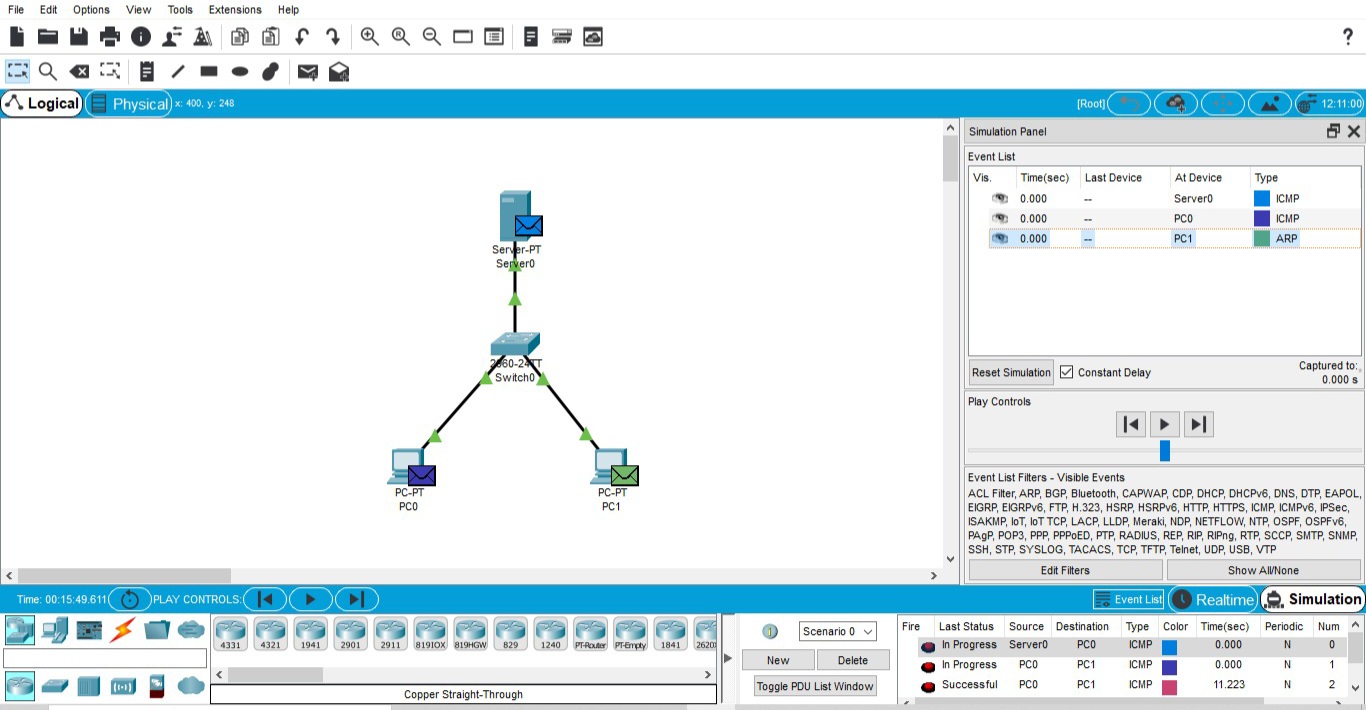 File Edit Options View Tools Extensions Help
Logical Physical x: 400, y: 248 [Root] 12:11:00
Simulation Panel
Event List
Vis. Time(sec) Last Device At Device Type
0.000 -- Server0 ICMP
0.000 -- PC0 ICMP
0.000 -- PC1 ARP
Reset Simulation Constant Delay Captured to:
0.000 s
Play Controls
Event List Filters - Visible Events
ACL Filter, ARP, BGP, Bluetooth, CAPWAP, CDP, DHCP, DHCPv6, DNS, DTP, EAPOL,
EIGRP, EIGRPv6, FTP, H.323, HSRP, HSRPv6, HTTP, HTTPS, ICMP, ICMPv6, IPSec,
ISAKMP, IoT, IoT TCP, LACP, LLDP, Meraki, NDP, NETFLOW, NTP, OSPF, OSPFv6,
PAgP, POP3, PPP, PPPoED, PTP, RADIUS, REP, RIP, RIPng, RTP, SCCP, SMTP, SNMP,
SSH, STP, SYSLOG, TACACS, TCP, TFTP, Telnet, UDP, USB, VTP
Edit Filters Show All/None
Server-PT
Server0
2960-24TT
Switch0
PC-PT
PC0
PC-PT
PC1
Time: 00:15:49.611 PLAY CONTROLS: Event List Realtime Simulation
4331 4321 1941 2901 2911 819IOX 819HGW 829 1240 PT-Router PT-Empty 1841 2620
Copper Straight-Through
Scenario 0
New Delete
Toggle PDU List Window
Fire Last Status Source Destination Type Color Time(sec) Periodic Num
In Progress Server0 PC0 ICMP 0.000 N 0
In Progress PC0 PC1 ICMP 0.000 N 1
Successful PC0 PC1 ICMP 11.223 N 2